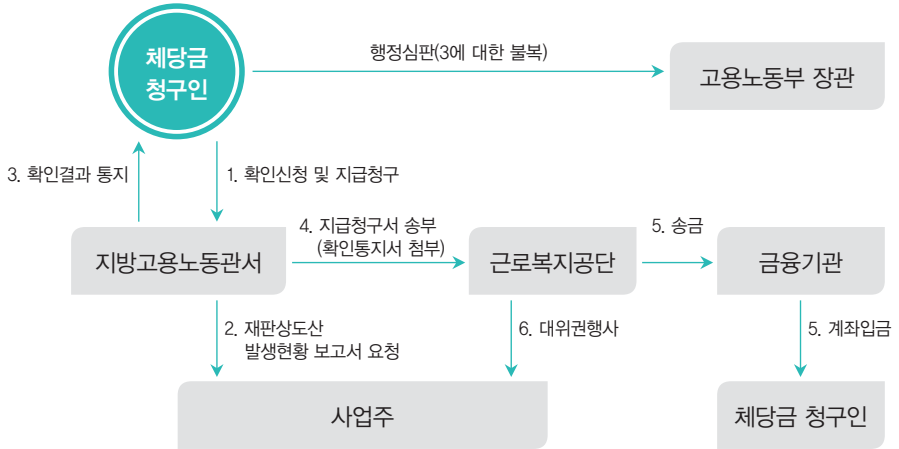 체당금
청구인
행정심판(3에 대한 불복)
고용노동부 장관
3. 확인결과 통지
1. 확인신청 및 지급청구
4. 지급청구서 송부
(확인통지서 첨부)
5. 송금
지방고용노동관서
근로복지공단
금융기관
2. 재판상도산
발생현황 보고서 요청
6. 대위권행사
5. 계좌입금
사업주
체당금 청구인